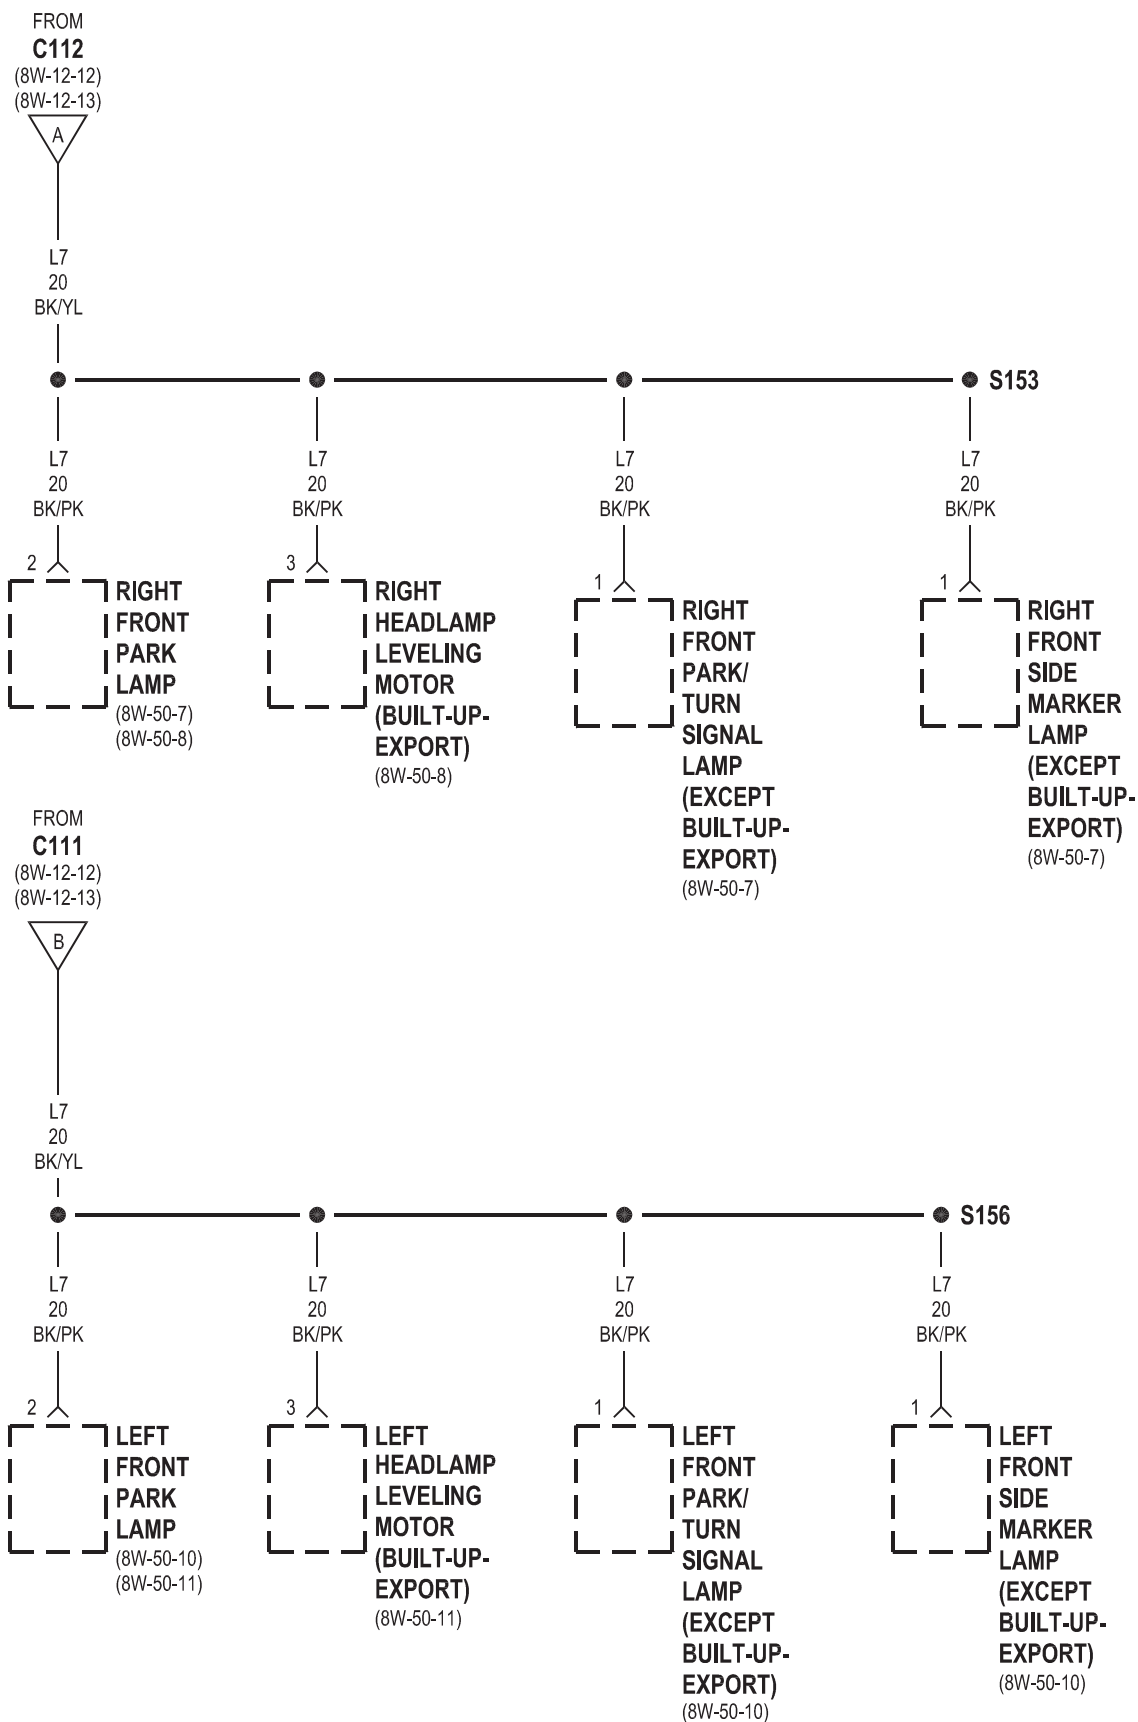 FROM
C112
(8W-12-12)
(8W-12-13)
A
L7
20
BK/YL
S153
L7
20
BK/PK
L7
20
BK/PK
L7
20
BK/PK
L7
20
BK/PK
2
RIGHT
FRONT
PARK
LAMP
(8W-50-7)
(8W-50-8)
3
RIGHT
HEADLAMP
LEVELING
MOTOR
(BUILT-UP-
EXPORT)
(8W-50-8)
1
RIGHT
FRONT
PARK/
TURN
SIGNAL
LAMP
(EXCEPT
BUILT-UP-
EXPORT)
(8W-50-7)
1
RIGHT
FRONT
SIDE
MARKER
LAMP
(EXCEPT
BUILT-UP-
EXPORT)
(8W-50-7)
FROM
C111
(8W-12-12)
(8W-12-13)
B
L7
20
BK/YL
S156
L7
20
BK/PK
L7
20
BK/PK
L7
20
BK/PK
L7
20
BK/PK
2
LEFT
FRONT
PARK
LAMP
(8W-50-10)
(8W-50-11)
3
LEFT
HEADLAMP
LEVELING
MOTOR
(BUILT-UP-
EXPORT)
(8W-50-11)
1
LEFT
FRONT
PARK/
TURN
SIGNAL
LAMP
(EXCEPT
BUILT-UP-
EXPORT)
(8W-50-10)
1
LEFT
FRONT
SIDE
MARKER
LAMP
(EXCEPT
BUILT-UP-
EXPORT)
(8W-50-10)